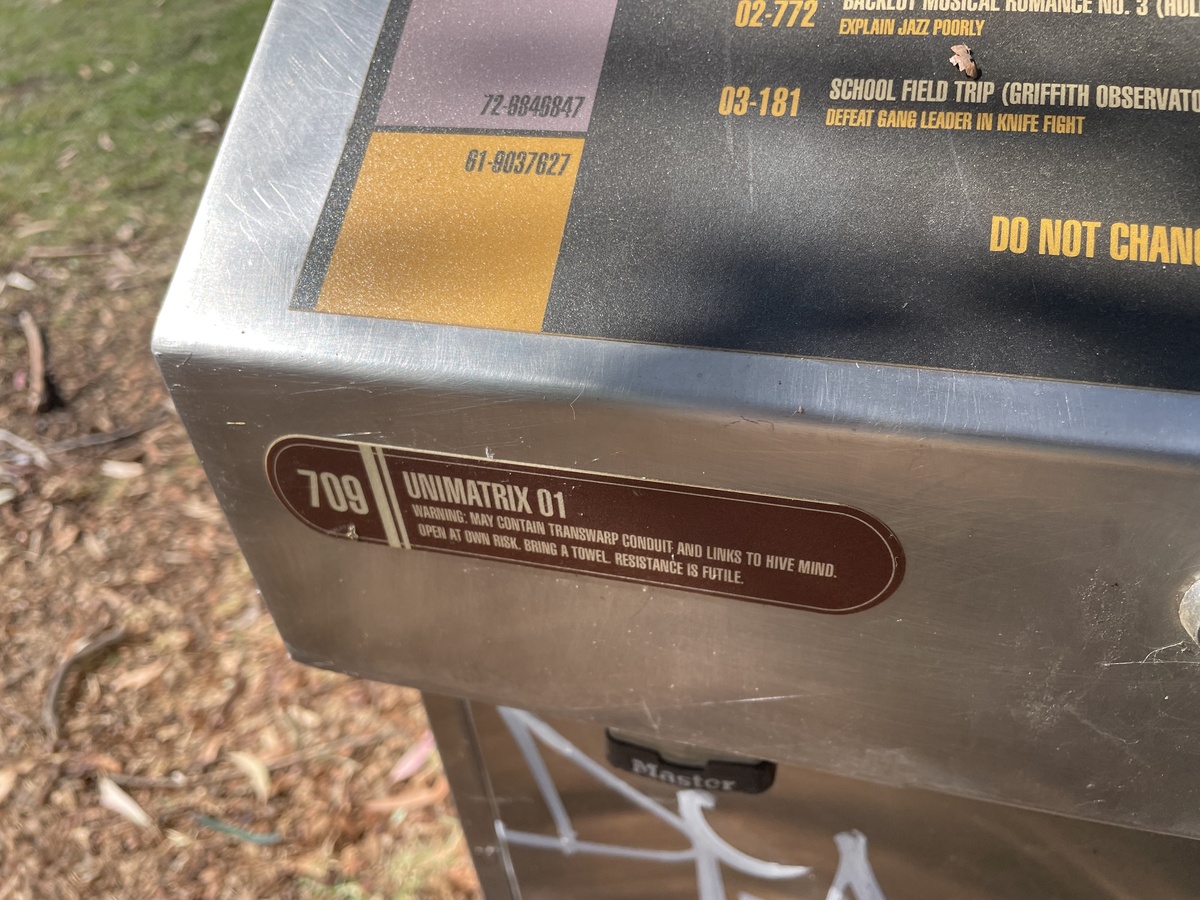 02-772 BACKLOT MUSICAL ROMANCE NO. 3
EXPLAIN JAZZ POORLY
72-6846847
03-181 SCHOOL FIELD TRIP (GRIFFITH
DEFEAT GANG LEADER IN KNIFE FIGHT
61-9037627
DO NOT
709
UNIMATRIX 01
WARNING: MAY CONTAIN TRANSWARP CONDUIT AND LINKS TO HIVE MIND.
OPEN AT OWN RISK. BRING A TOWEL. RESISTANCE IS FUTILE.
Master